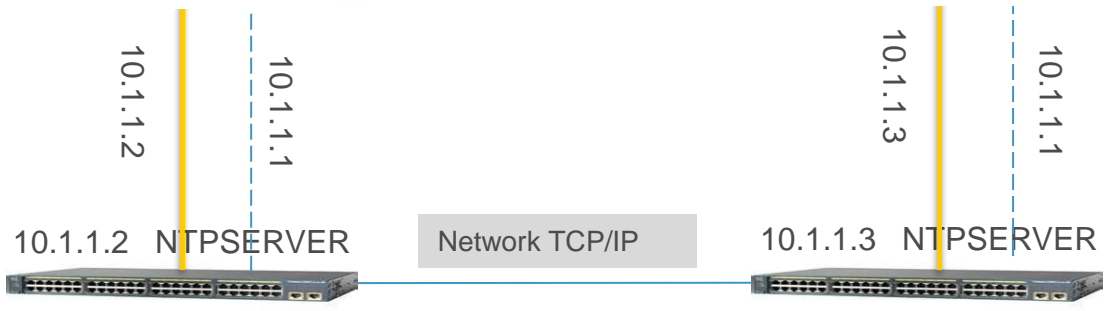 10.1.1.2
10.1.1.1
10.1.1.3
10.1.1.1
10.1.1.2 NTPSERVER
Network TCP/IP
10.1.1.3 NTPSERVER